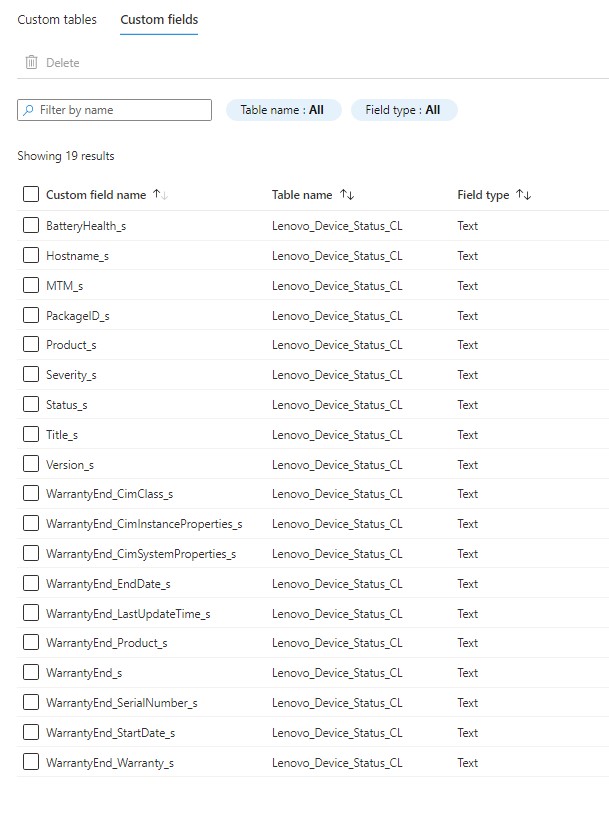 Custom tables Custom fields
Delete
Filter by name Table name : All Field type : All
Showing 19 results
Custom field name ↑↓ Table name ↑↓ Field type ↑↓
BatteryHealth_s Lenovo_Device_Status_CL Text
Hostname_s Lenovo_Device_Status_CL Text
MTM_s Lenovo_Device_Status_CL Text
PackageID_s Lenovo_Device_Status_CL Text
Product_s Lenovo_Device_Status_CL Text
Severity_s Lenovo_Device_Status_CL Text
Status_s Lenovo_Device_Status_CL Text
Title_s Lenovo_Device_Status_CL Text
Version_s Lenovo_Device_Status_CL Text
WarrantyEnd_CimClass_s Lenovo_Device_Status_CL Text
WarrantyEnd_CimInstanceProperties_s Lenovo_Device_Status_CL Text
WarrantyEnd_CimSystemProperties_s Lenovo_Device_Status_CL Text
WarrantyEnd_EndDate_s Lenovo_Device_Status_CL Text
WarrantyEnd_LastUpdateTime_s Lenovo_Device_Status_CL Text
WarrantyEnd_Product_s Lenovo_Device_Status_CL Text
WarrantyEnd_s Lenovo_Device_Status_CL Text
WarrantyEnd_SerialNumber_s Lenovo_Device_Status_CL Text
WarrantyEnd_StartDate_s Lenovo_Device_Status_CL Text
WarrantyEnd_Warranty_s Lenovo_Device_Status_CL Text